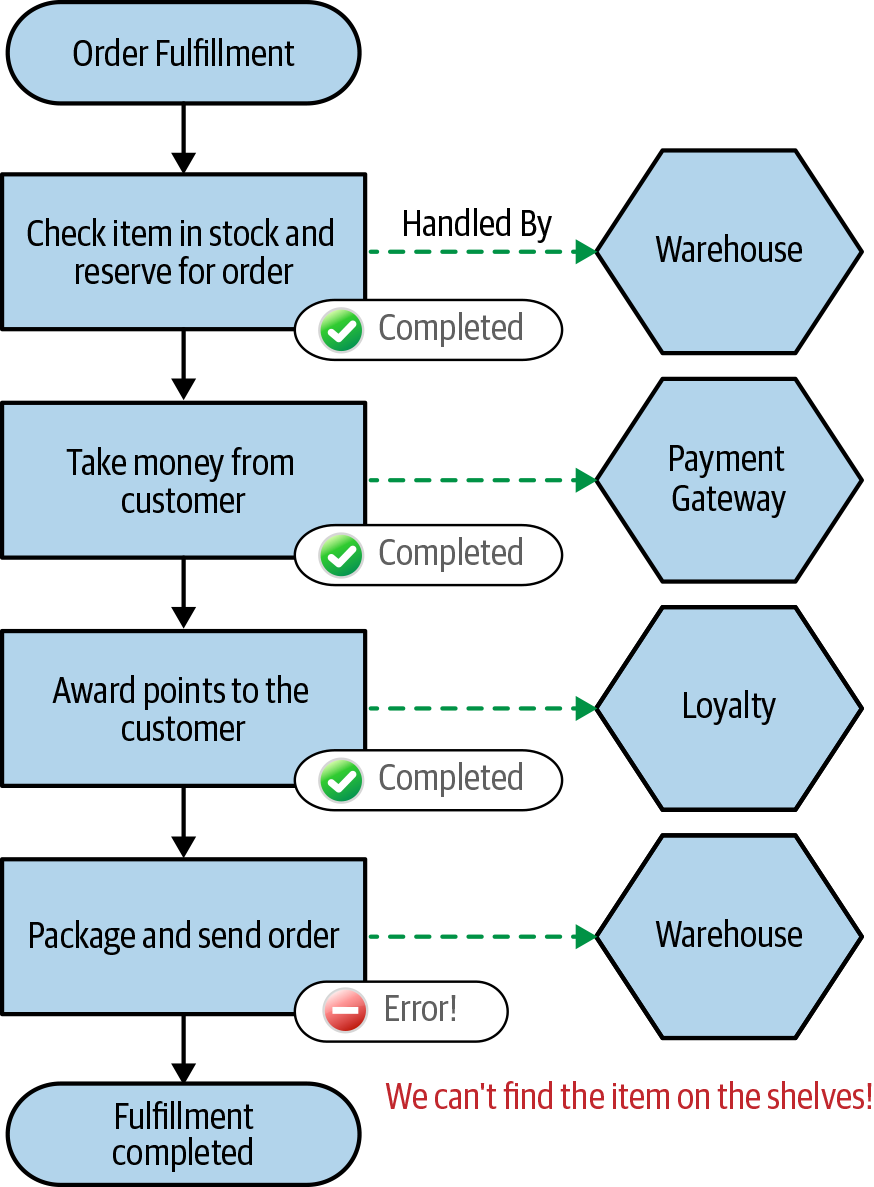 Order Fulfillment
Check item in stock and
reserve for order
Handled By
Warehouse
Completed
Take money from
customer
Payment
Gateway
Completed
Award points to the
customer
Loyalty
Completed
Package and send order
Warehouse
Error!
We can't find the item on the shelves!
Fulfillment
completed